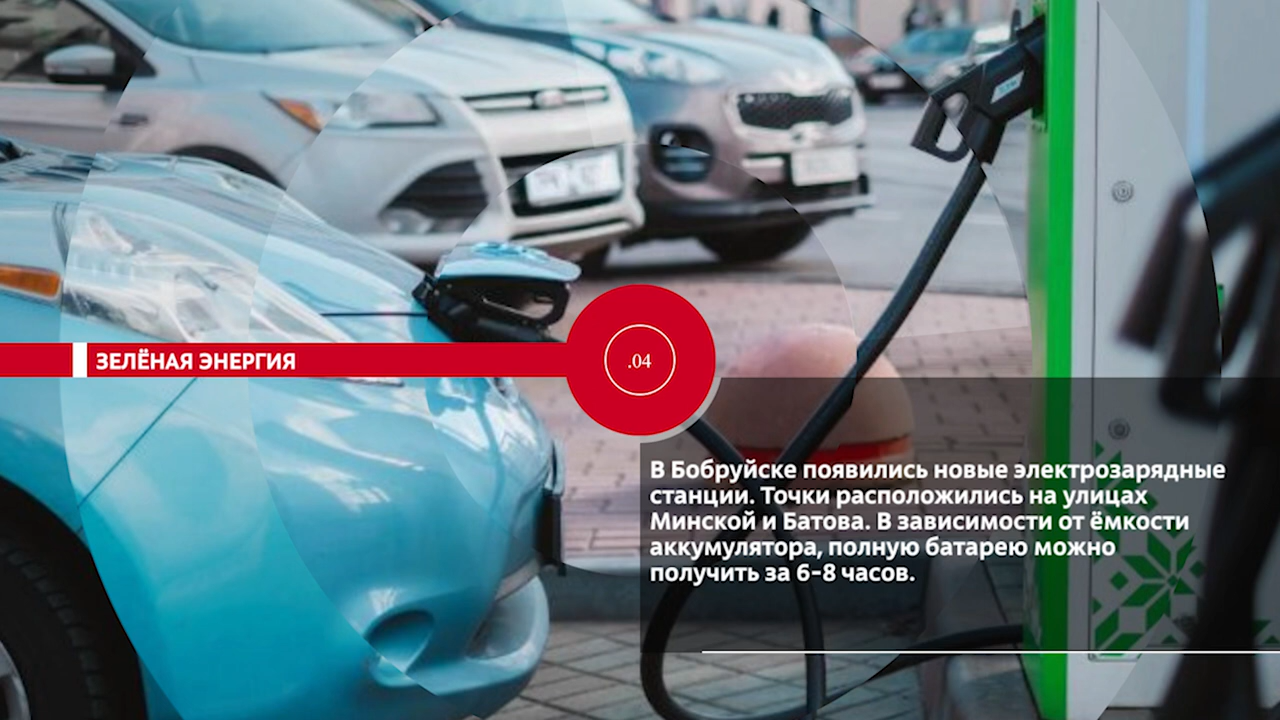 ЗЕЛЁНАЯ ЭНЕРГИЯ
.04
В Бобруйске появились новые электрозарядные
станции. Точки расположились на улицах
Минской и Батова. В зависимости от ёмкости
аккумулятора, полную батарею можно
получить за 6-8 часов.